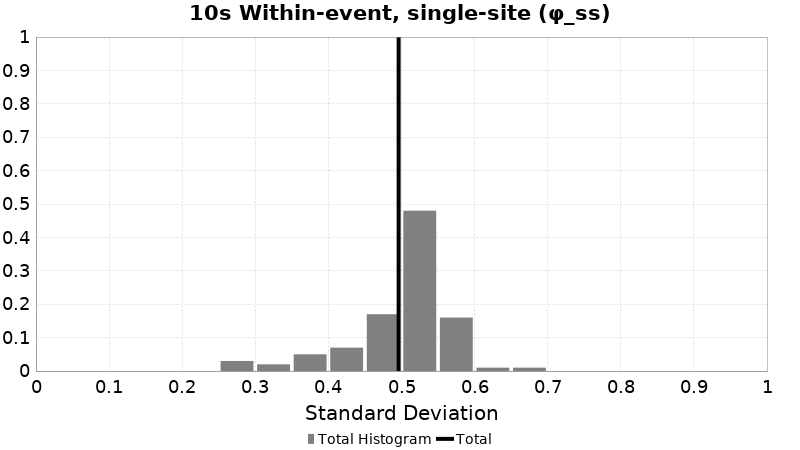 10s Within-event, single-site (φ_ss)
1
0.9
0.8
0.7
0.6
0.5
0.4
0.3
0.2
0.1
0
0 0.1 0.2 0.3 0.4 0.5 0.6 0.7 0.8 0.9 1
Standard Deviation
Total Histogram Total